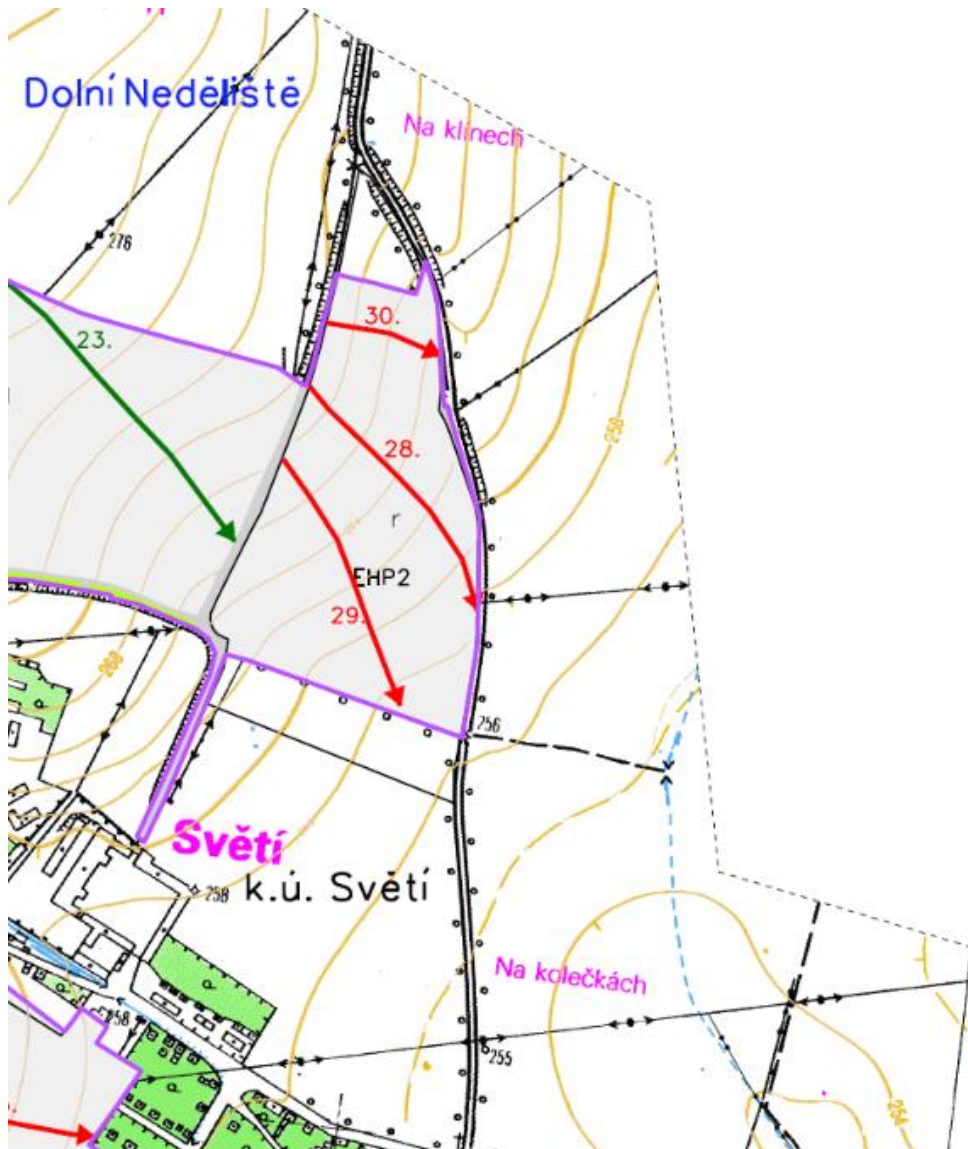 Dolní Neděliště
Na klínech
276
23.
30.
28.
258
r
EHP2
29.
268
256
Světí
k.ú. Světí
258
Na kolečkách
258
255
254